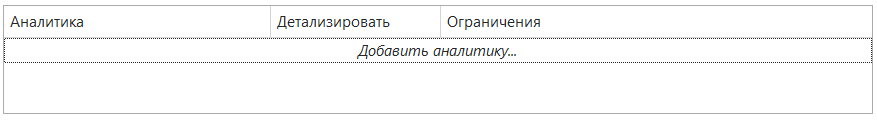 Аналитика Детализировать Ограничения
Добавить аналитику...